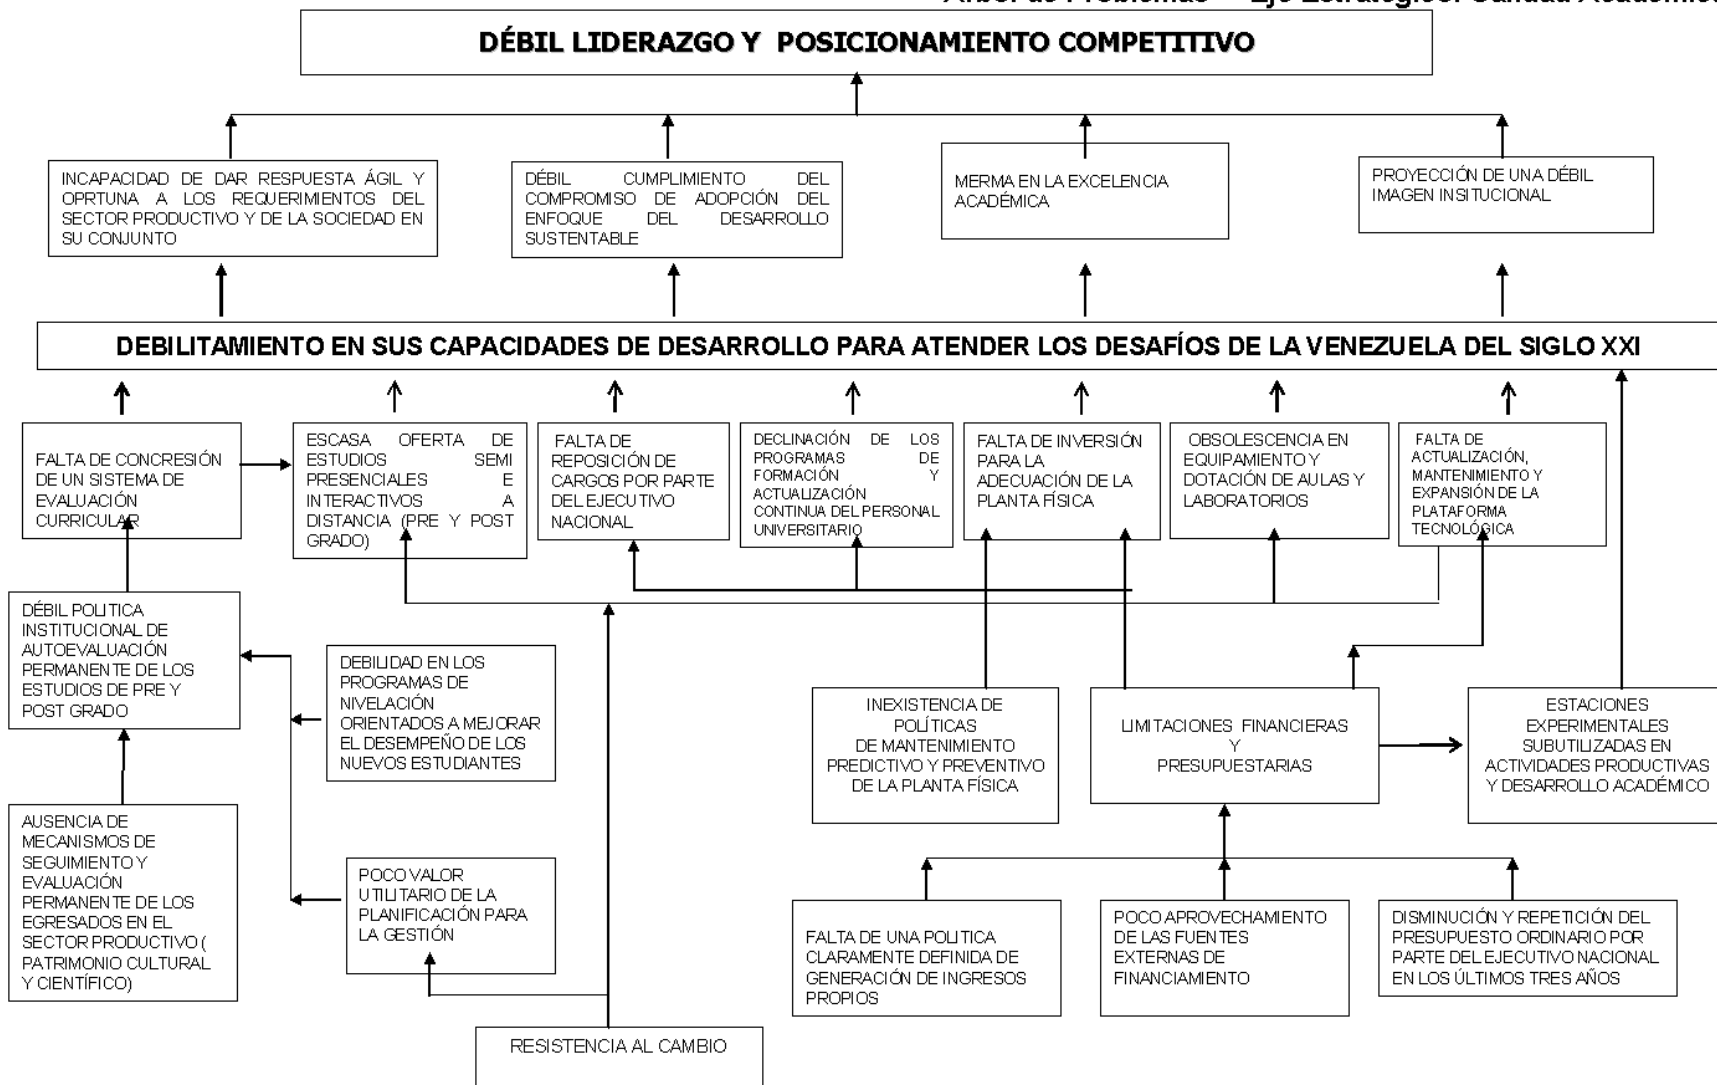 Árbol de Problemas Eje Estratégico: Calidad Académica
DÉBIL LIDERAZGO Y POSICIONAMIENTO COMPETITIVO
INCAPACIDAD DE DAR RESPUESTA ÁGIL Y
OPRTUNA A LOS REQUERIMIENTOS DEL
SECTOR PRODUCTIVO Y DE LA SOCIEDAD EN
SU CONJUNTO
DÉBIL CUMPLIMIENTO DEL
COMPROMISO DE ADOPCIÓN DEL
ENFOQUE DEL DESARROLLO
SUSTENTABLE
MERMA EN LA EXCELENCIA
ACADÉMICA
PROYECCIÓN DE UNA DÉBIL
IMAGEN INSITUCIONAL
DEBILITAMIENTO EN SUS CAPACIDADES DE DESARROLLO PARA ATENDER LOS DESAFÍOS DE LA VENEZUELA DEL SIGLO XXI
FALTA DE CONCRESIÓN
DE UN SISTEMA DE
EVALUACIÓN
CURRICULAR
ESCASA OFERTA DE
ESTUDIOS SEMI
PRESENCIALES E
INTERACTIVOS A
DISTANCIA (PRE Y POST
GRADO)
FALTA DE
REPOSICIÓN DE
CARGOS POR PARTE
DEL EJECUTIVO
NACIONAL
DECLINACIÓN DE LOS
PROGRAMAS DE
FORMACIÓN Y
ACTUALIZACIÓN
CONTINUA DEL PERSONAL
UNIVERSITARIO
FALTA DE INVERSIÓN
PARA LA
ADECUACIÓN DE LA
PLANTA FÍSICA
OBSOLESCENCIA EN
EQUIPAMIENTO Y
DOTACIÓN DE AULAS Y
LABORATORIOS
FALTA DE
ACTUALIZACIÓN,
MANTENIMIENTO Y
EXPANSIÓN DE LA
PLATAFORMA
TECNOLÓGICA
DÉBIL POLITICA
INSTITUCIONAL DE
AUTOEVALUACIÓN
PERMANENTE DE LOS
ESTUDIOS DE PRE Y
POST GRADO
DEBILIDAD EN LOS
PROGRAMAS DE
NIVELACIÓN
ORIENTADOS A MEJORAR
EL DESEMPEÑO DE LOS
NUEVOS ESTUDIANTES
INEXISTENCIA DE
POLÍTICAS
DE MANTENIMIENTO
PREDICTIVO Y PREVENTIVO
DE LA PLANTA FÍSICA
LIMITACIONES FINANCIERAS
Y
PRESUPUESTARIAS
ESTACIONES
EXPERIMENTALES
SUBUTILIZADAS EN
ACTIVIDADES PRODUCTIVAS
Y DESARROLLO ACADÉMICO
AUSENCIA DE
MECANISMOS DE
SEGUIMIENTO Y
EVALUACIÓN
PERMANENTE DE LOS
EGRESADOS EN EL
SECTOR PRODUCTIVO (
PATRIMONIO CULTURAL
Y CIENTÍFICO)
POCO VALOR
UTILITARIO DE LA
PLANIFICACIÓN PARA
LA GESTIÓN
FALTA DE UNA POLITICA
CLARAMENTE DEFINIDA DE
GENERACIÓN DE INGRESOS
PROPIOS
POCO APROVECHAMIENTO
DE LAS FUENTES
EXTERNAS DE
FINANCIAMIENTO
DISMINUCIÓN Y REPETICIÓN DEL
PRESUPUESTO ORDINARIO POR
PARTE DEL EJECUTIVO NACIONAL
EN LOS ÚLTIMOS TRES AÑOS
RESISTENCIA AL CAMBIO